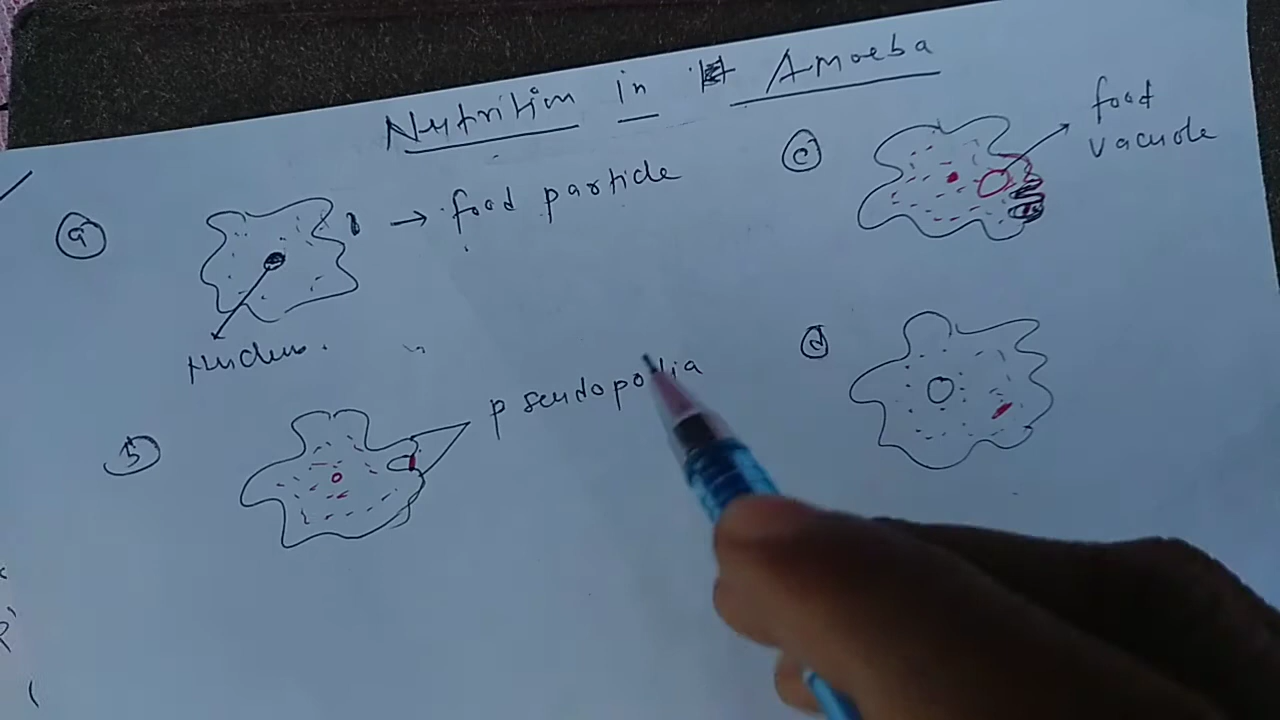 Nutrition in Amoeba
(a)
food particle
Nucleus.
(b)
pseudopodia
(c)
food
vacuole
(d)